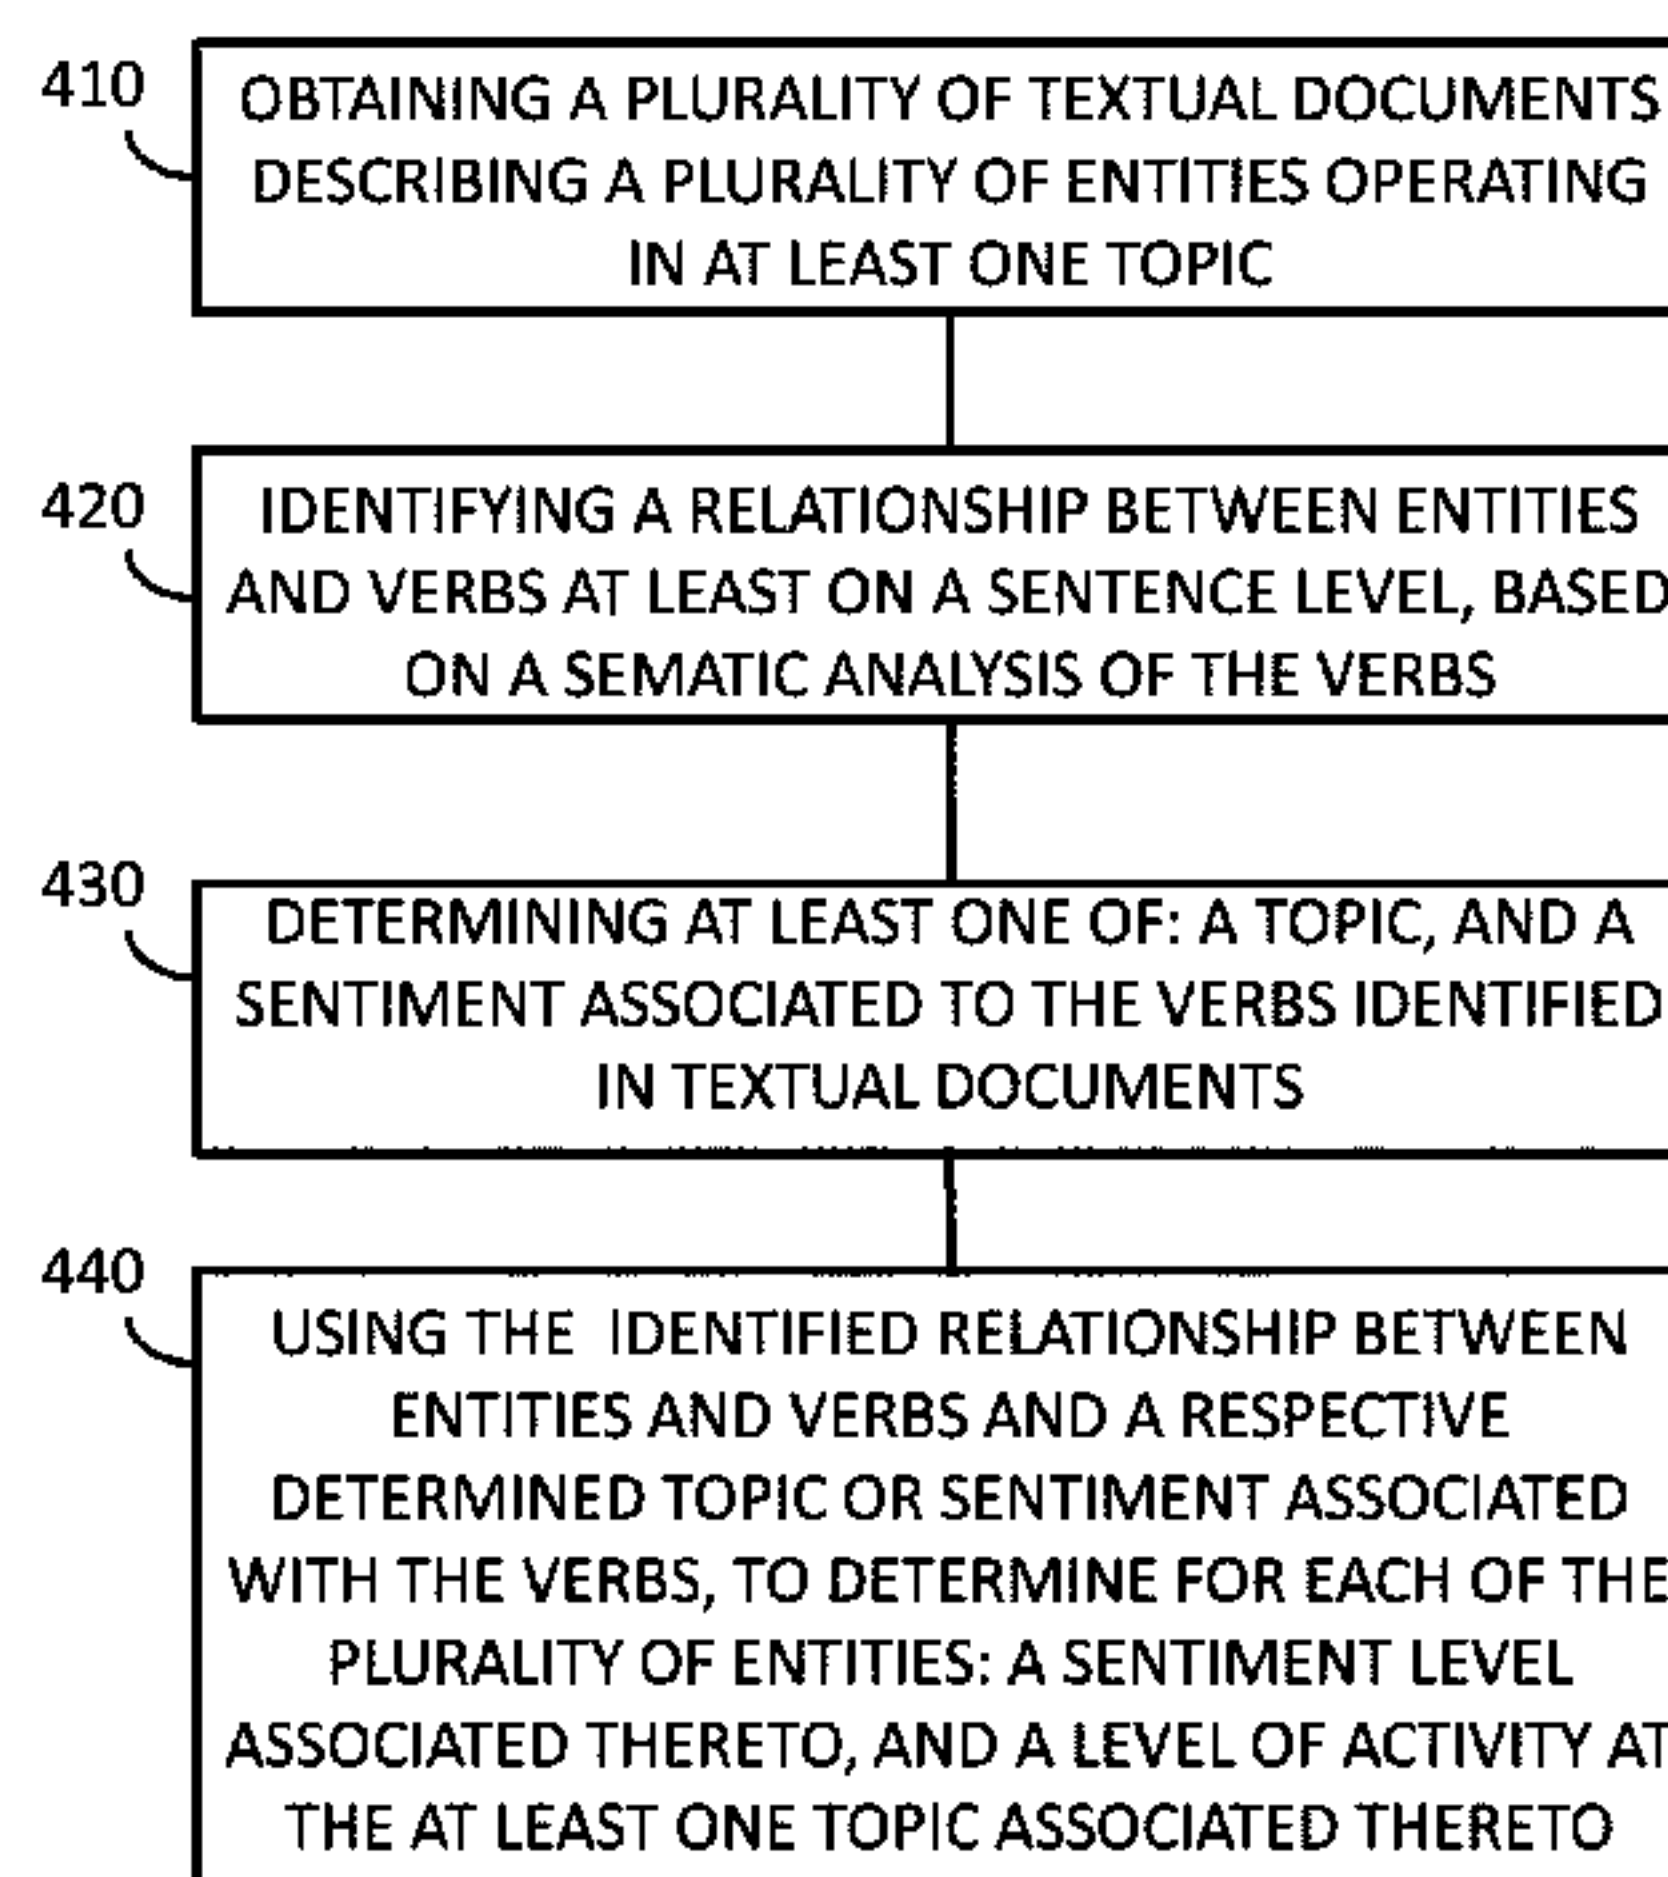 410
OBTAINING A PLURALITY OF TEXTUAL DOCUMENTS
DESCRIBING A PLURALITY OF ENTITIES OPERATING
IN AT LEAST ONE TOPIC
420
IDENTIFYING A RELATIONSHIP BETWEEN ENTITIES
AND VERBS AT LEAST ON A SENTENCE LEVEL, BASED
ON A SEMATIC ANALYSIS OF THE VERBS
430
DETERMINING AT LEAST ONE OF: A TOPIC, AND A
SENTIMENT ASSOCIATED TO THE VERBS IDENTIFIED
IN TEXTUAL DOCUMENTS
440
USING THE IDENTIFIED RELATIONSHIP BETWEEN
ENTITIES AND VERBS AND A RESPECTIVE
DETERMINED TOPIC OR SENTIMENT ASSOCIATED
WITH THE VERBS, TO DETERMINE FOR EACH OF THE
PLURALITY OF ENTITIES: A SENTIMENT LEVEL
ASSOCIATED THERETO, AND A LEVEL OF ACTIVITY AT
THE AT LEAST ONE TOPIC ASSOCIATED THERETO